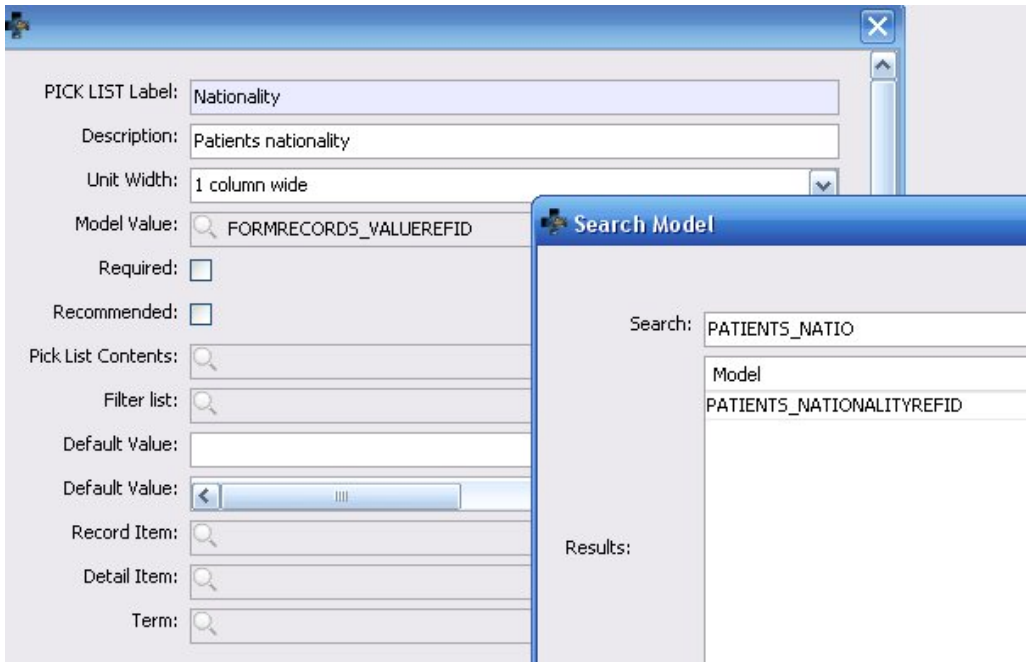 PICK LIST Label: Nationality
Description: Patients nationality
Unit Width: 1 column wide
Model Value: FORMRECORDS_VALUEREFID
Required:
Recommended:
Pick List Contents:
Filter list:
Default Value:
Default Value:
Record Item:
Detail Item:
Term:
Search Model
Search: PATIENTS_NATIO
Model
PATIENTS_NATIONALITYREFID
Results: